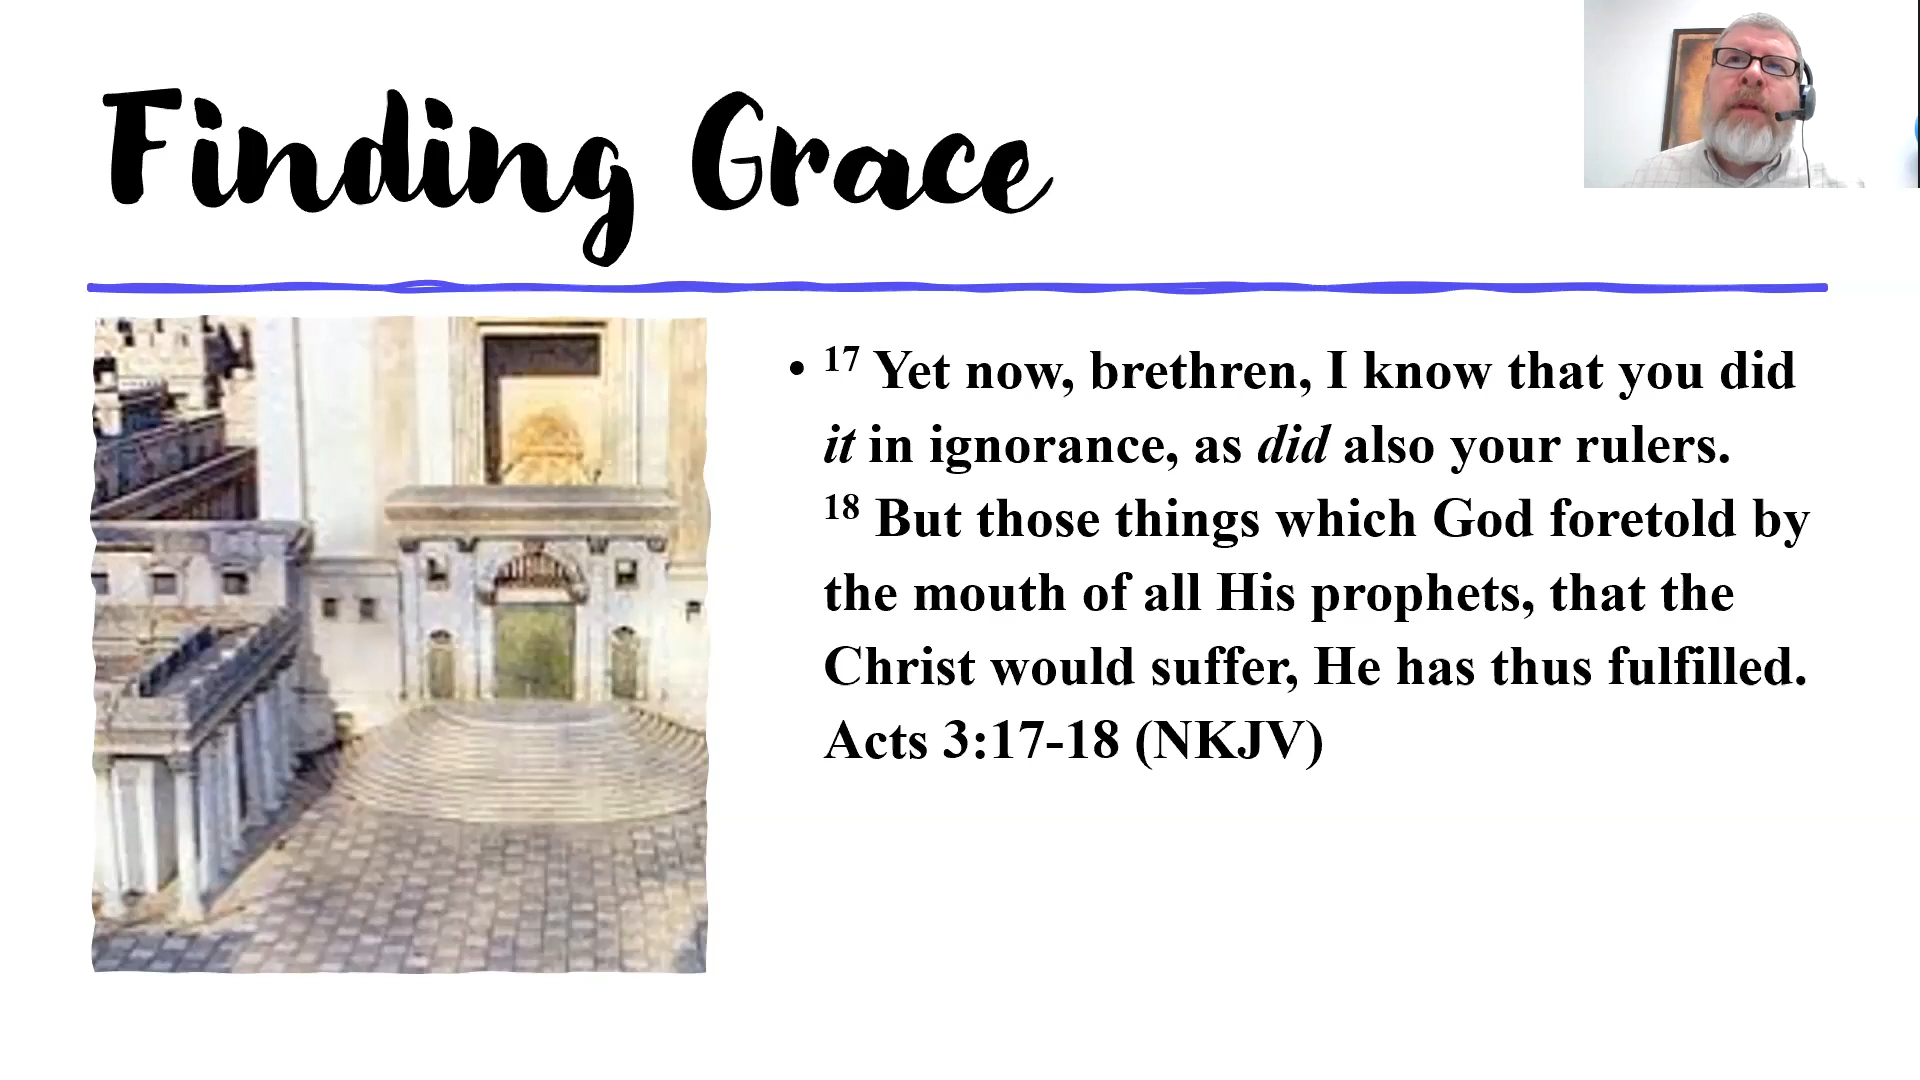 Finding Grace
• ¹⁷ Yet now, brethren, I know that you did
it in ignorance, as did also your rulers.
¹⁸ But those things which God foretold by
the mouth of all His prophets, that the
Christ would suffer, He has thus fulfilled.
Acts 3:17-18 (NKJV)